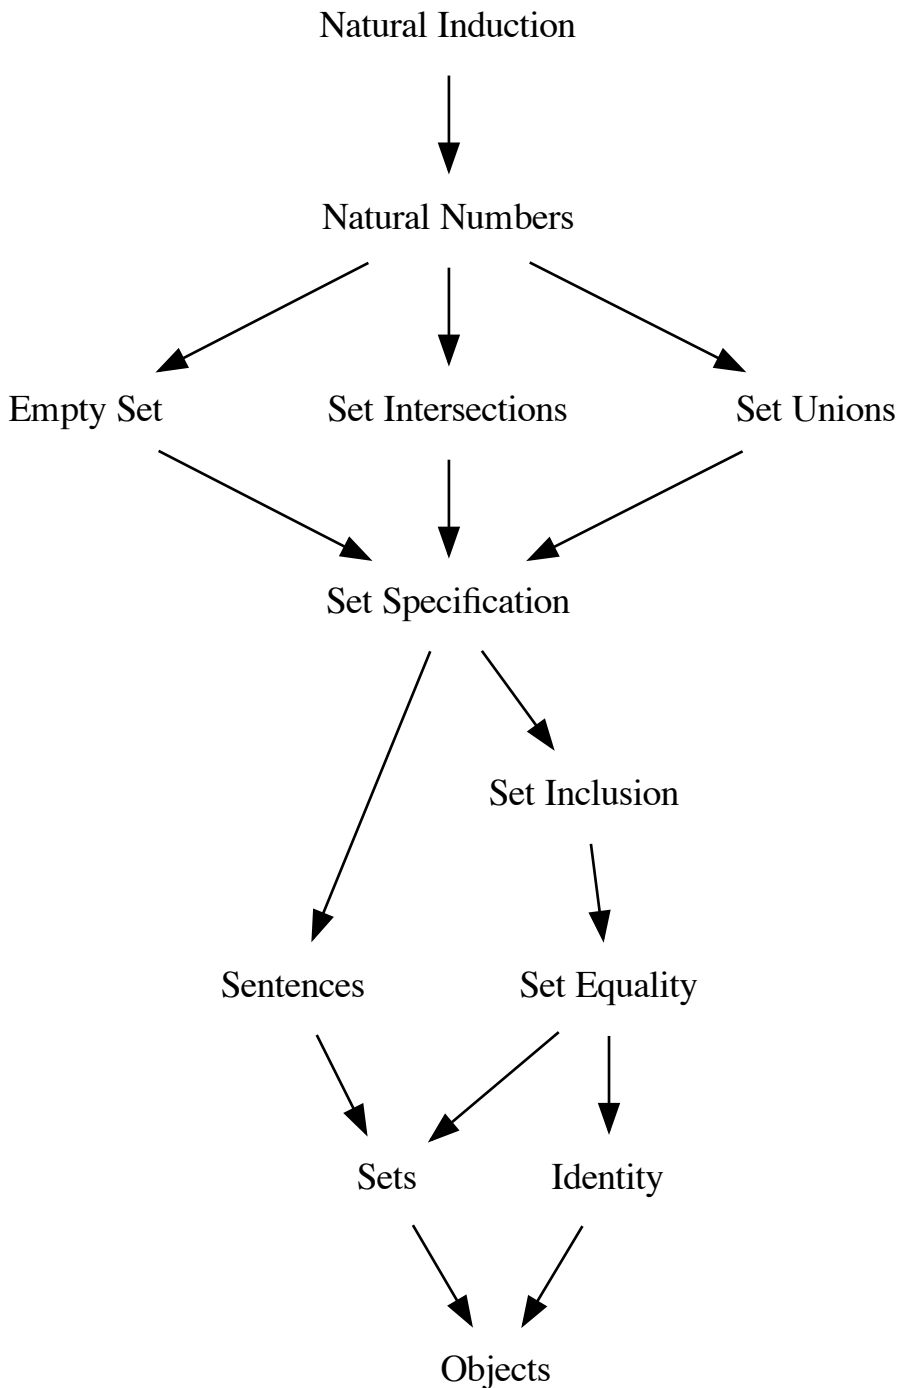 Natural Induction
Natural Numbers
Empty Set
Set Intersections
Set Unions
Set Specification
Set Inclusion
Sentences
Set Equality
Sets
Identity
Objects